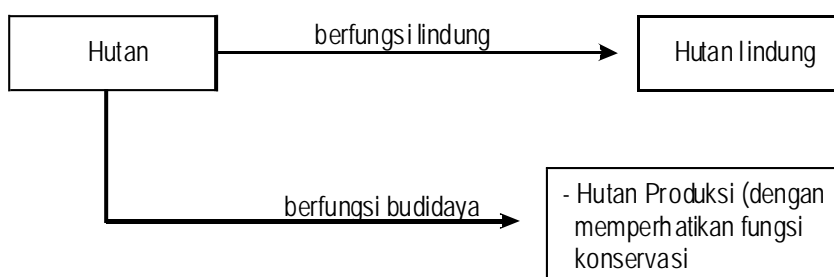 Hutan
berfungsi lindung
Hutan lindung
berfungsi budidaya
- Hutan Produksi (dengan
memperhatikan fungsi
konservasi